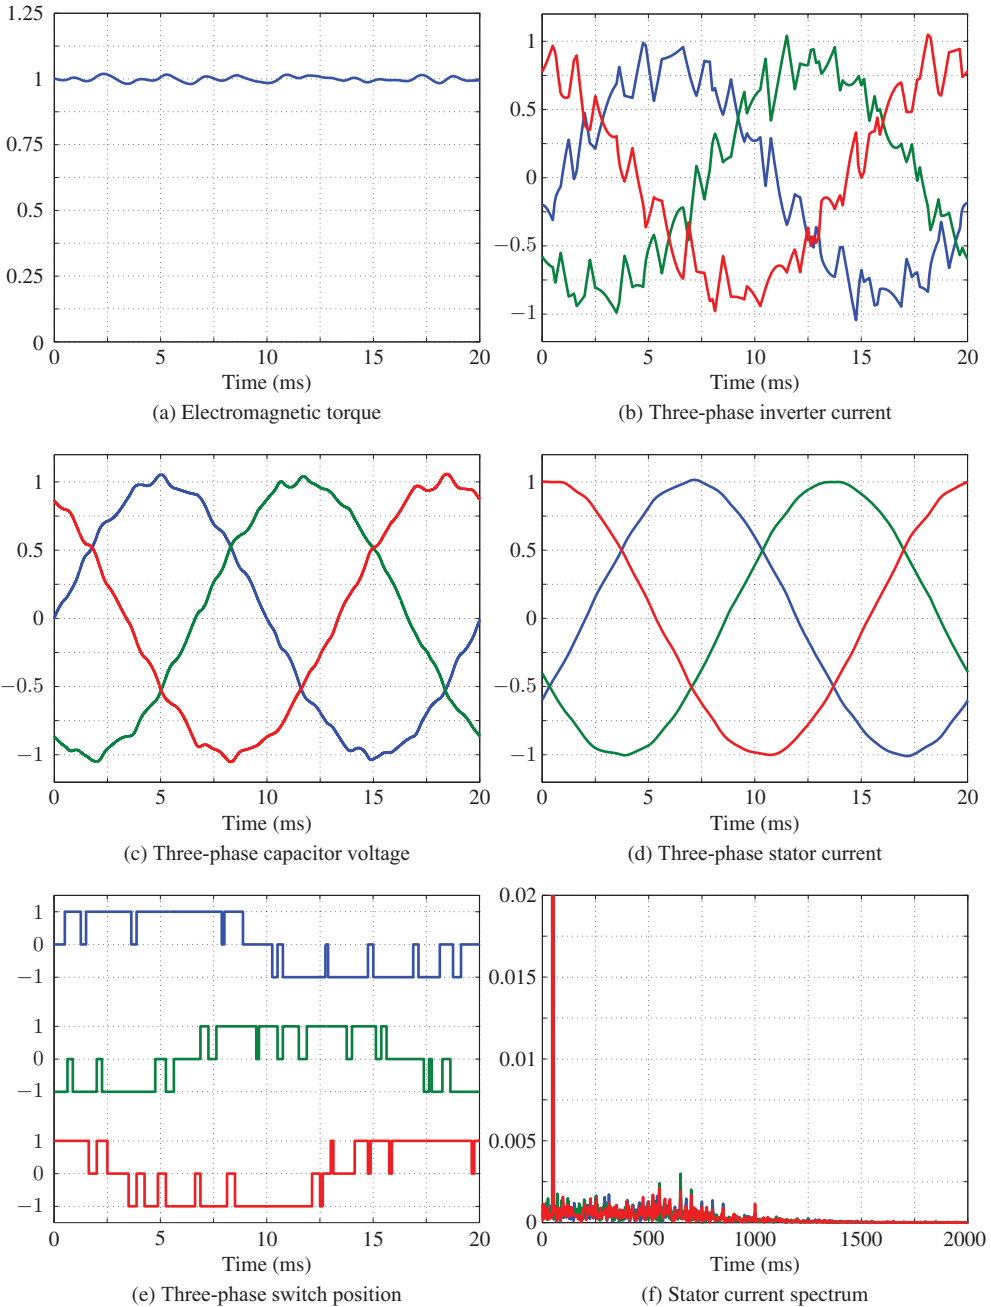 1.25
1
0.75
0.5
0.25
0
0 5 10 15 20
Time (ms)
(a) Electromagnetic torque
1
0.5
0
−0.5
−1
0 5 10 15 20
Time (ms)
(b) Three-phase inverter current
1
0.5
0
−0.5
−1
0 5 10 15 20
Time (ms)
(c) Three-phase capacitor voltage
1
0.5
0
−0.5
−1
0 5 10 15 20
Time (ms)
(d) Three-phase stator current
1
0
−1
1
0
−1
1
0
−1
0 5 10 15 20
Time (ms)
(e) Three-phase switch position
0.02
0.015
0.01
0.005
0
0 500 1000 1500 2000
Time (ms)
(f) Stator current spectrum